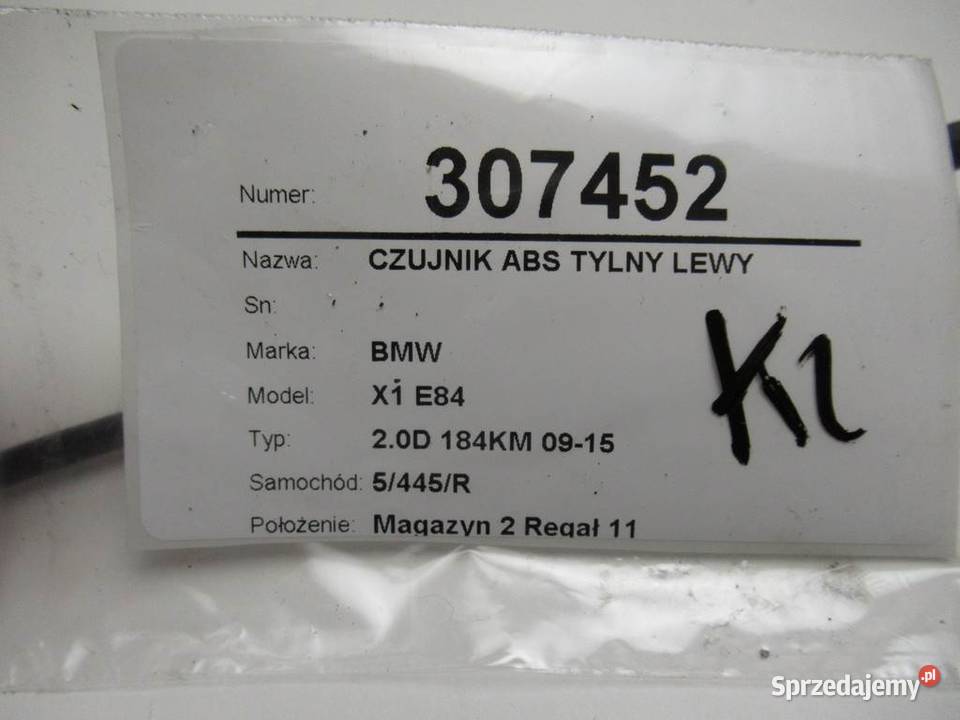 Numer: 307452
Nazwa: CZUJNIK ABS TYLNY LEWY
Sn:
Marka: BMW
Model: X1 E84
Typ: 2.0D 184KM 09-15
Samochód: 5/445/R
Położenie: Magazyn 2 Regał 11
Sprzedajemy.pl